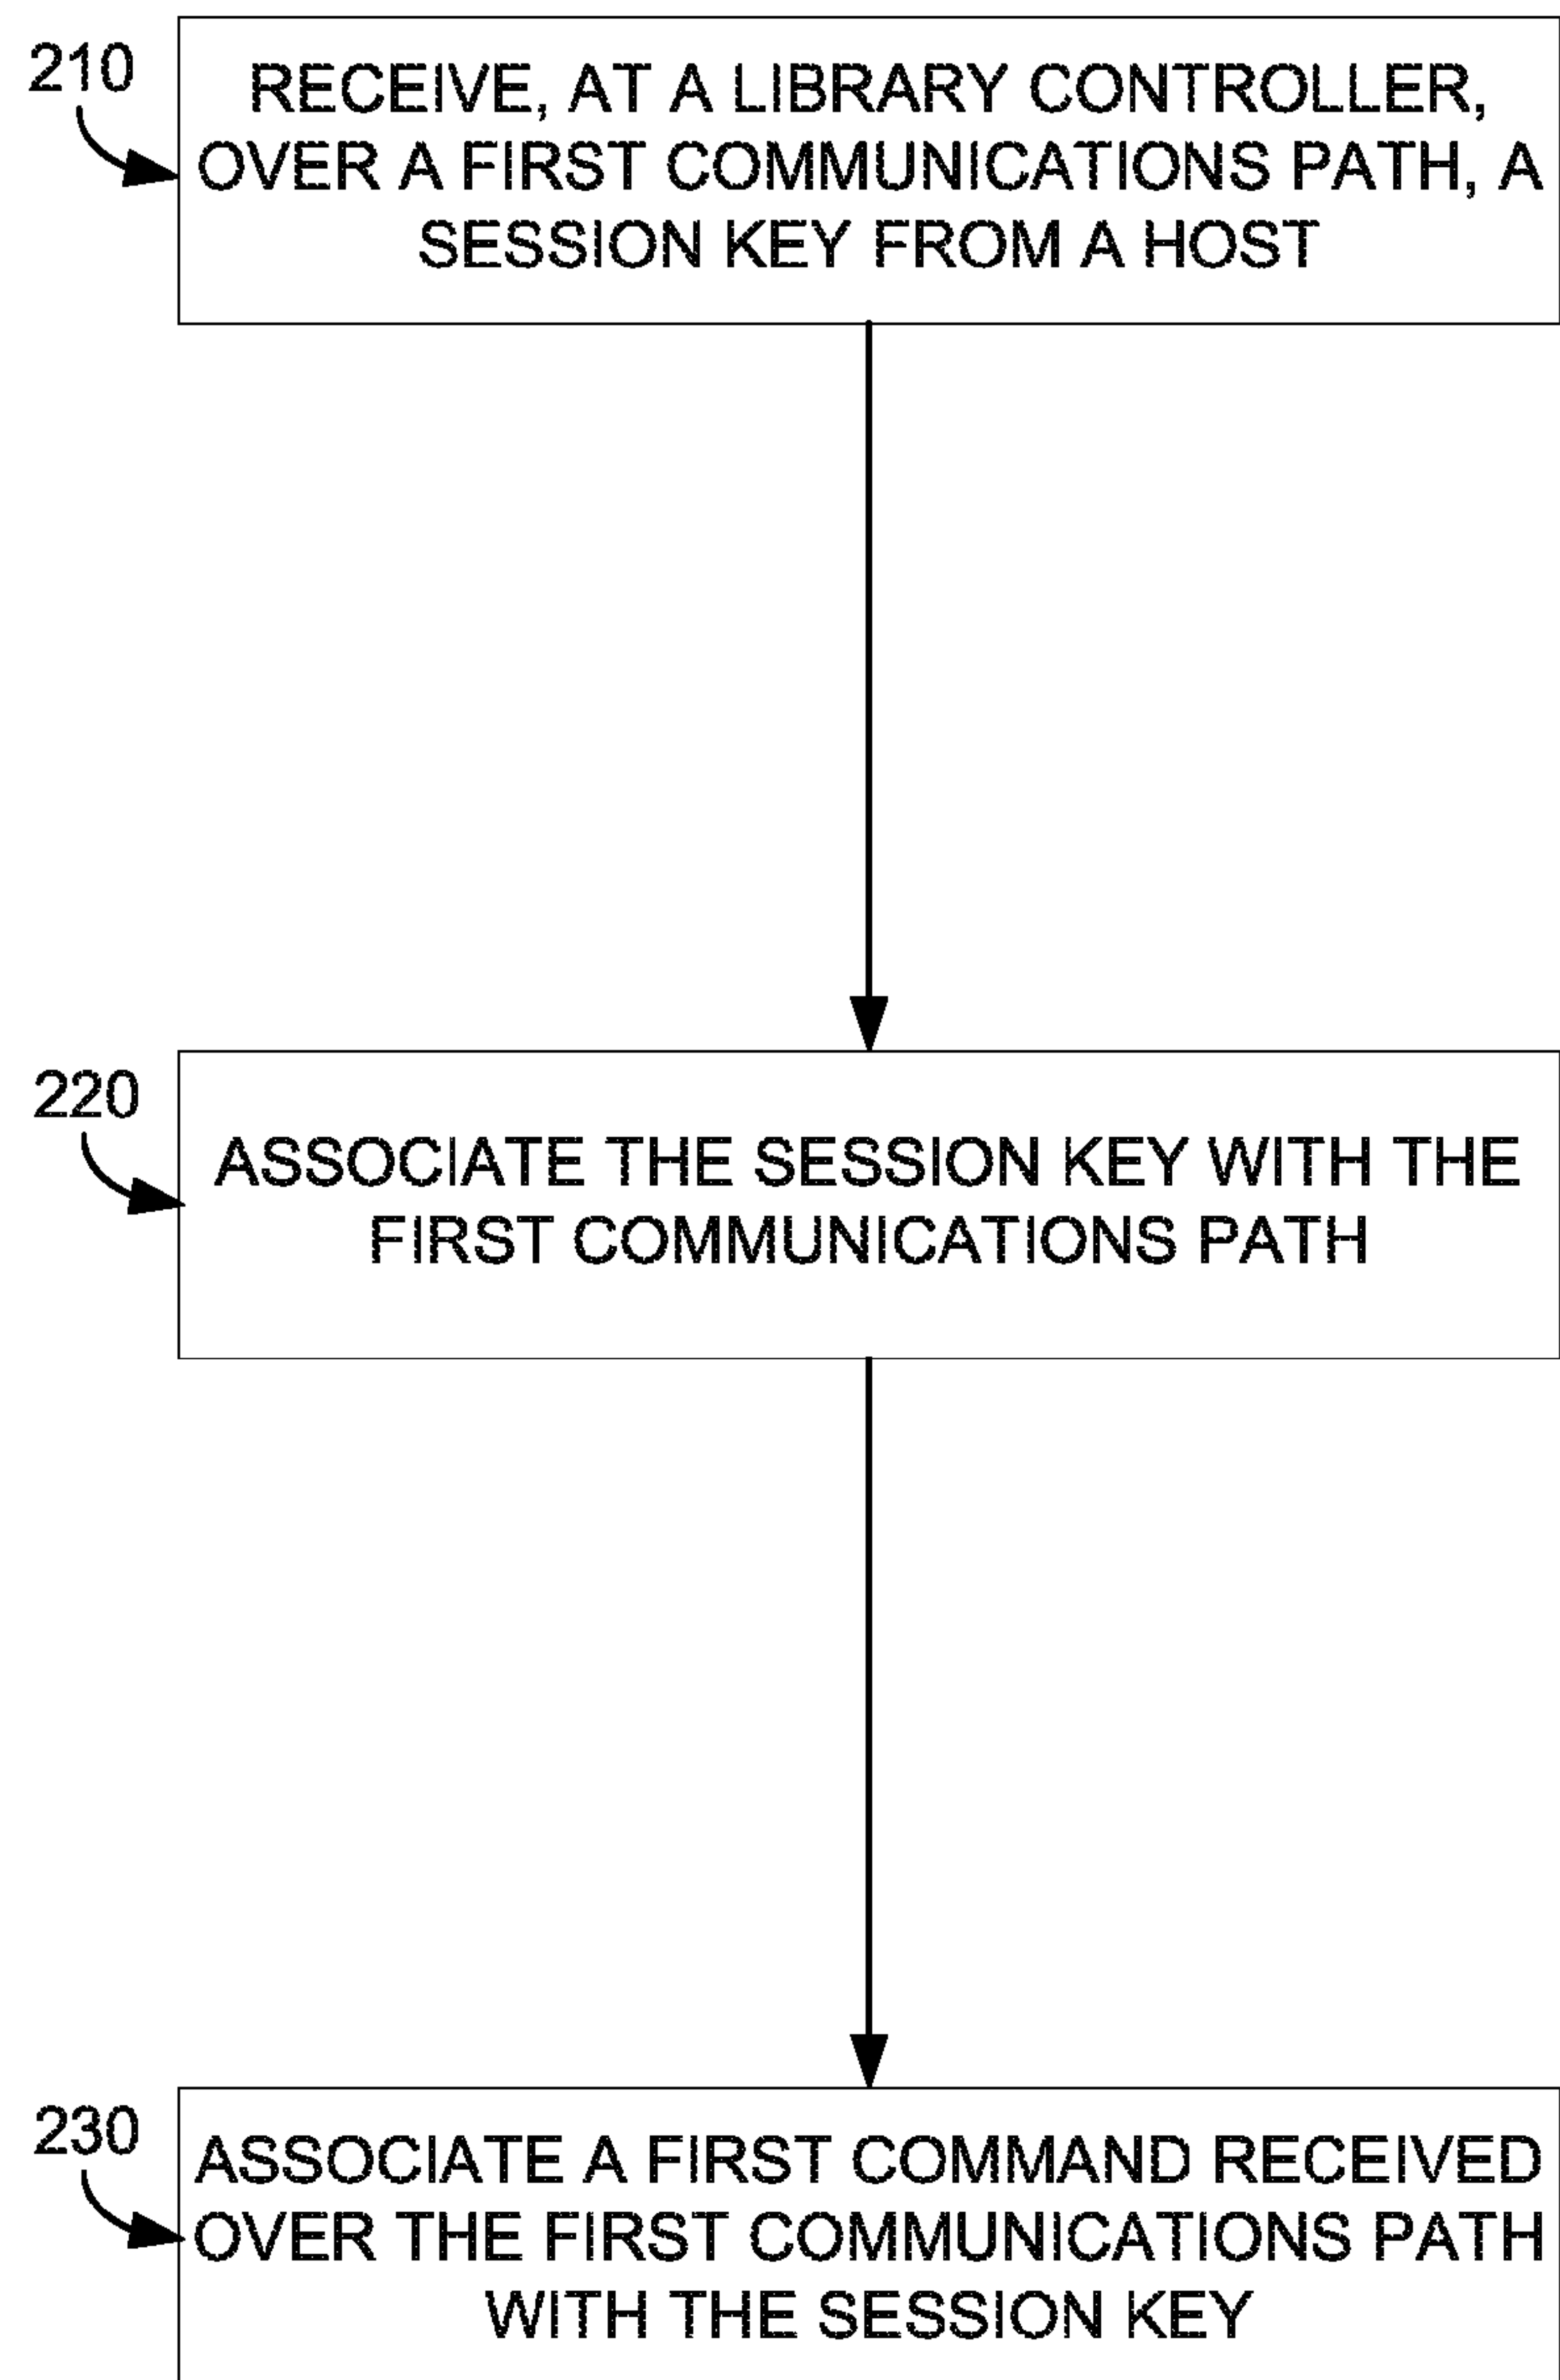 210
RECEIVE, AT A LIBRARY CONTROLLER,
OVER A FIRST COMMUNICATIONS PATH, A
SESSION KEY FROM A HOST
220
ASSOCIATE THE SESSION KEY WITH THE
FIRST COMMUNICATIONS PATH
230
ASSOCIATE A FIRST COMMAND RECEIVED
OVER THE FIRST COMMUNICATIONS PATH
WITH THE SESSION KEY